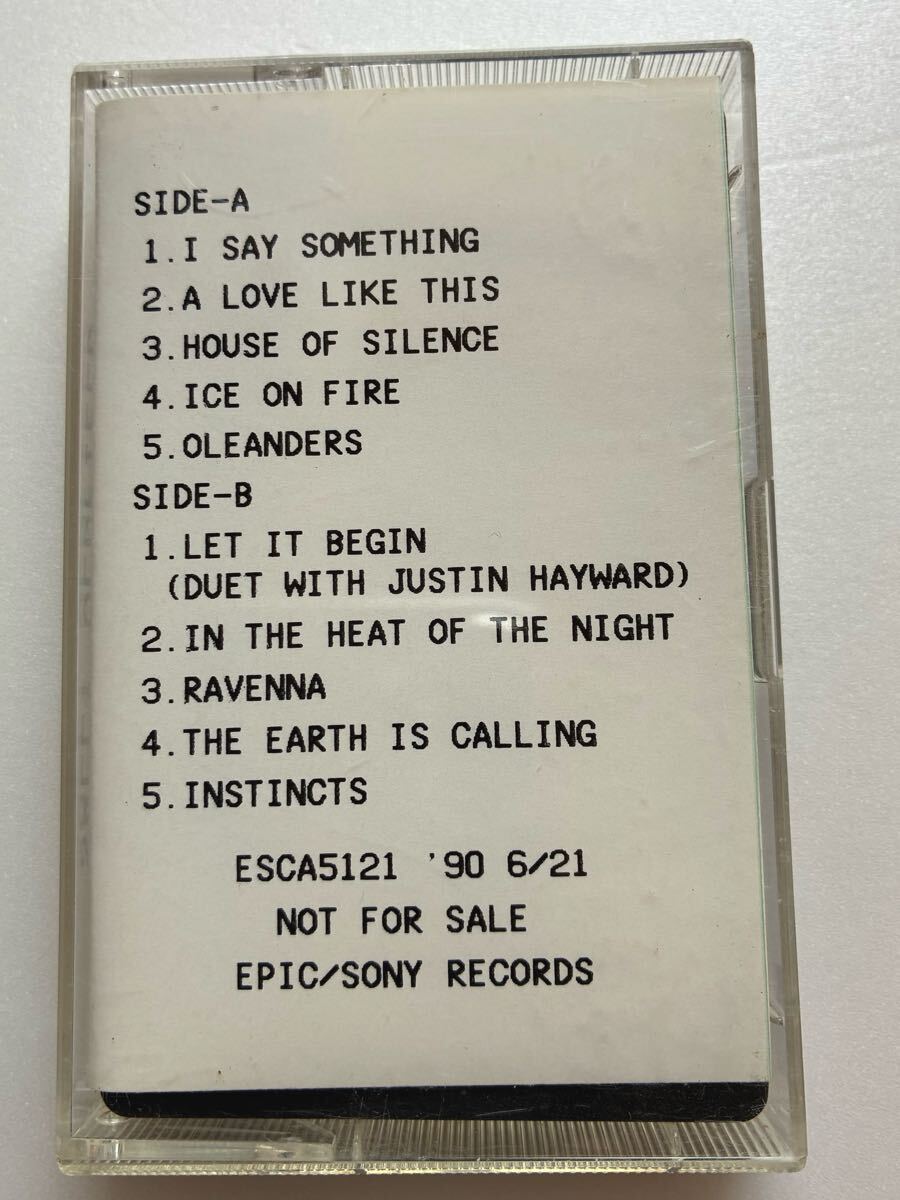 SIDE-A
1.I SAY SOMETHING
2.A LOVE LIKE THIS
3.HOUSE OF SILENCE
4.ICE ON FIRE
5.OLEANDERS
SIDE-B
1.LET IT BEGIN
(DUET WITH JUSTIN HAYWARD)
2.IN THE HEAT OF THE NIGHT
3.RAVENNA
4.THE EARTH IS CALLING
5.INSTINCTS
ESCA5121 '90 6/21
NOT FOR SALE
EPIC/SONY RECORDS